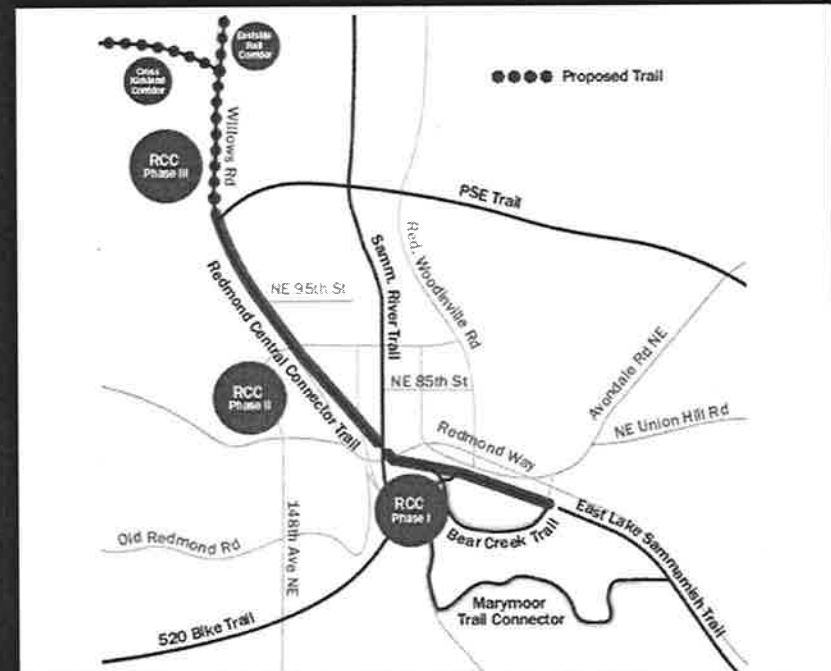 Eastside
Rail
Corridor
Cross
Kirkland
Corridor
Proposed Trail
Willows Rd
RCC
Phase III
PSE Trail
Red. Woodinville Rd
Samm. River Trail
Redmond Central Connector Trail
NE 95th St
Avondale Rd NE
RCC
Phase II
NE 85th St
NE Union Hill Rd
Redmond Way
RCC
Phase I
148th Ave NE
Old Redmond Rd
Bear Creek Trail
East Lake Sammamish Trail
Marymoor
Trail Connector
520 Bike Trail